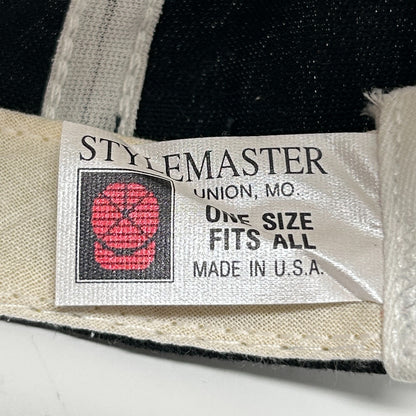 STYLEMASTER
UNION, MO.
ONE SIZE
FITS ALL
MADE IN U.S.A.